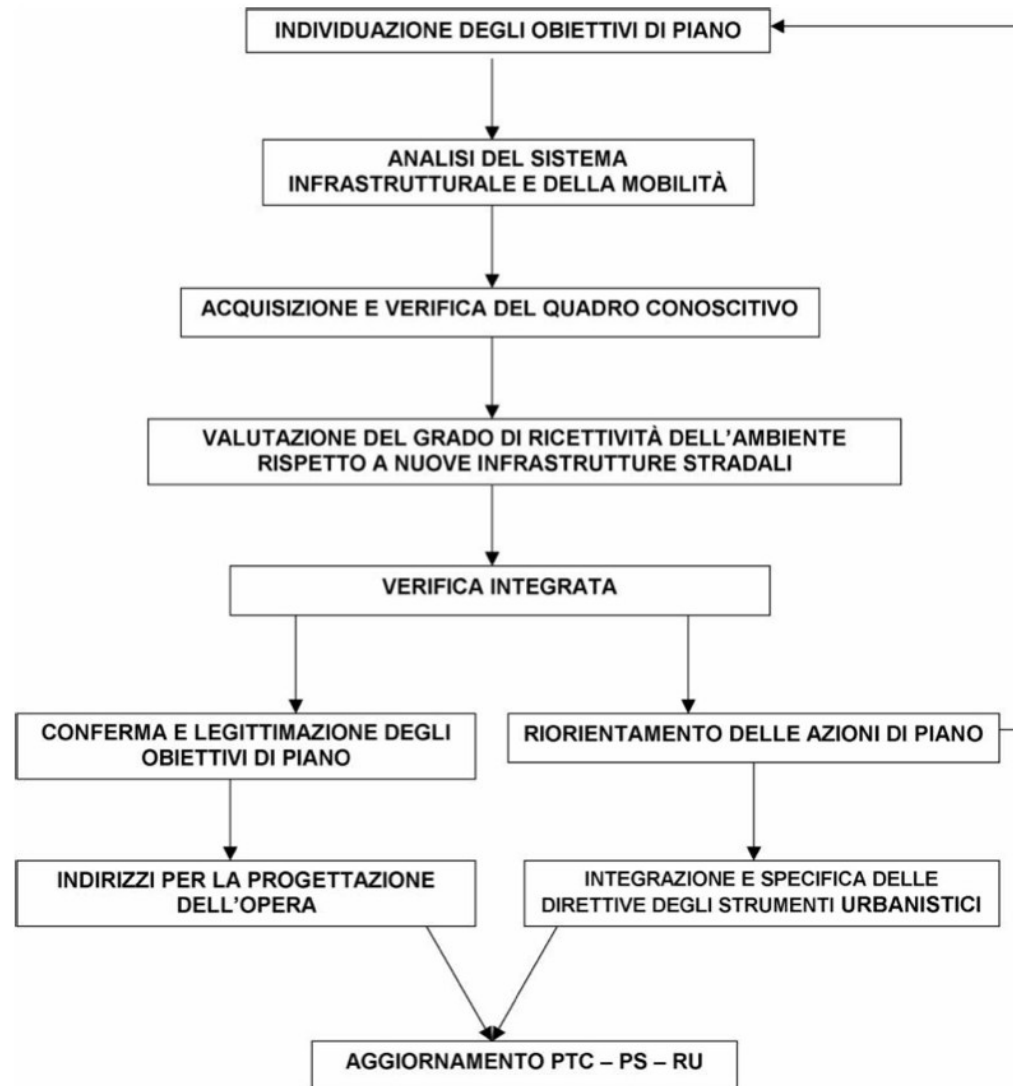 INDIVIDUAZIONE DEGLI OBIETTIVI DI PIANO
ANALISI DEL SISTEMA
INFRASTRUTTURALE E DELLA MOBILITÀ
ACQUISIZIONE E VERIFICA DEL QUADRO CONOSCITIVO
VALUTAZIONE DEL GRADO DI RICETTIVITÀ DELL’AMBIENTE
RISPETTO A NUOVE INFRASTRUTTURE STRADALI
VERIFICA INTEGRATA
CONFERMA E LEGITTIMAZIONE DEGLI
OBIETTIVI DI PIANO
RIORIENTAMENTO DELLE AZIONI DI PIANO
INDIRIZZI PER LA PROGETTAZIONE
DELL’OPERA
INTEGRAZIONE E SPECIFICA DELLE
DIRETTIVE DEGLI STRUMENTI URBANISTICI
AGGIORNAMENTO PTC – PS – RU